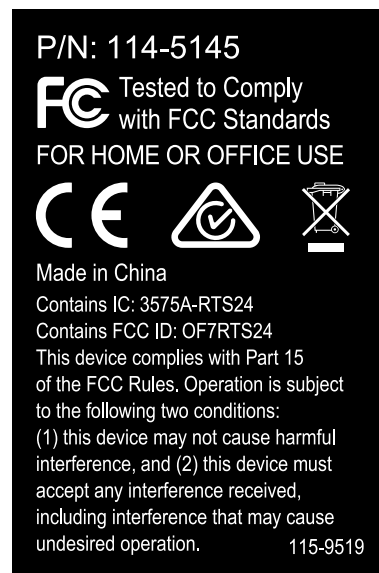 P/N: 114-5145
FC Tested to Comply
with FCC Standards
FOR HOME OR OFFICE USE
CE
Made in China
Contains IC: 3575A-RTS24
Contains FCC ID: OF7RTS24
This device complies with Part 15
of the FCC Rules. Operation is subject
to the following two conditions:
(1) this device may not cause harmful
interference, and (2) this device must
accept any interference received,
including interference that may cause
undesired operation.
115-9519